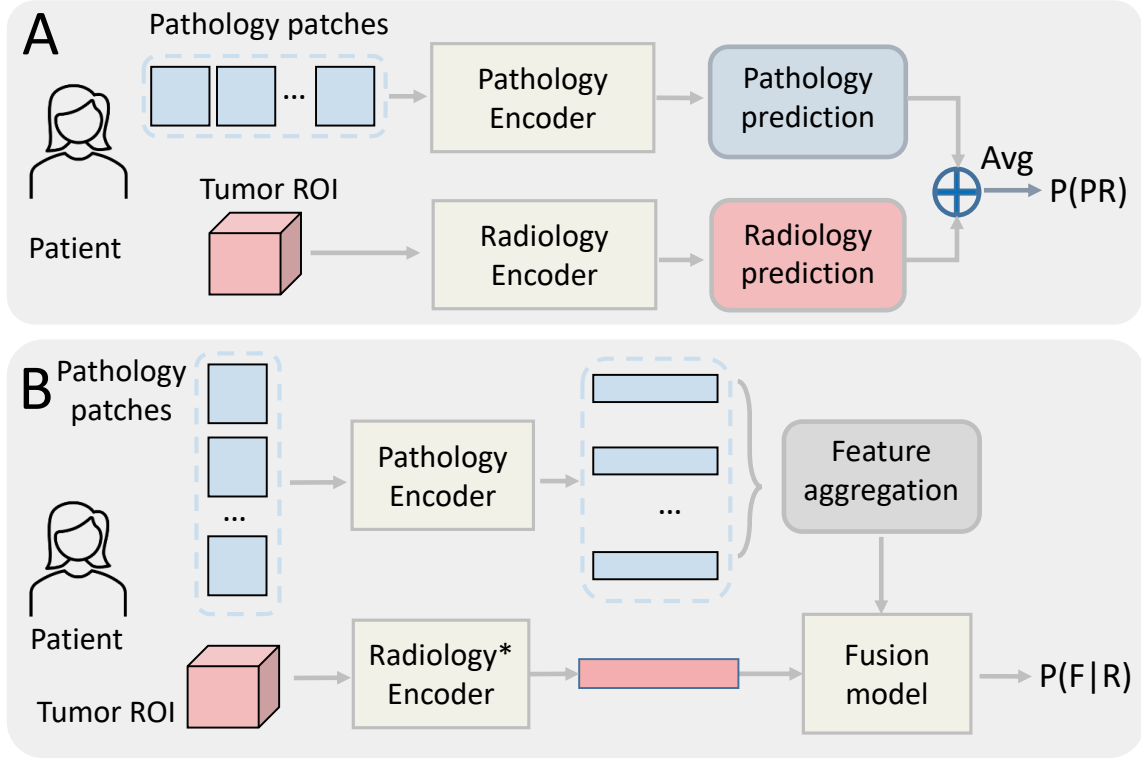 A
Pathology patches
...
Pathology
Encoder
Pathology
prediction
Avg
P(PR)
Tumor ROI
Patient
Radiology
Encoder
Radiology
prediction
B
Pathology
patches
...
Pathology
Encoder
...
Feature
aggregation
Patient
Tumor ROI
Radiology*
Encoder
Fusion
model
P(F|R)